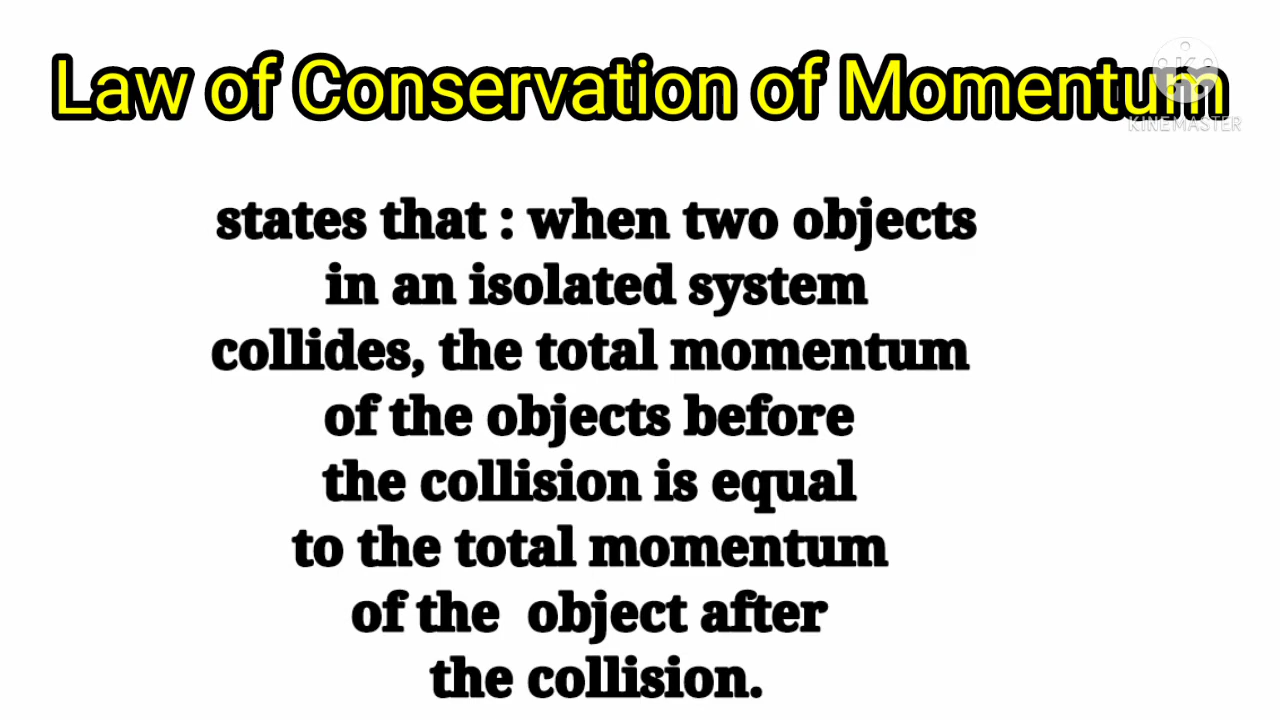 Law of Conservation of Momentum
KINEMASTER
states that : when two objects
in an isolated system
collides, the total momentum
of the objects before
the collision is equal
to the total momentum
of the  object after
the collision.